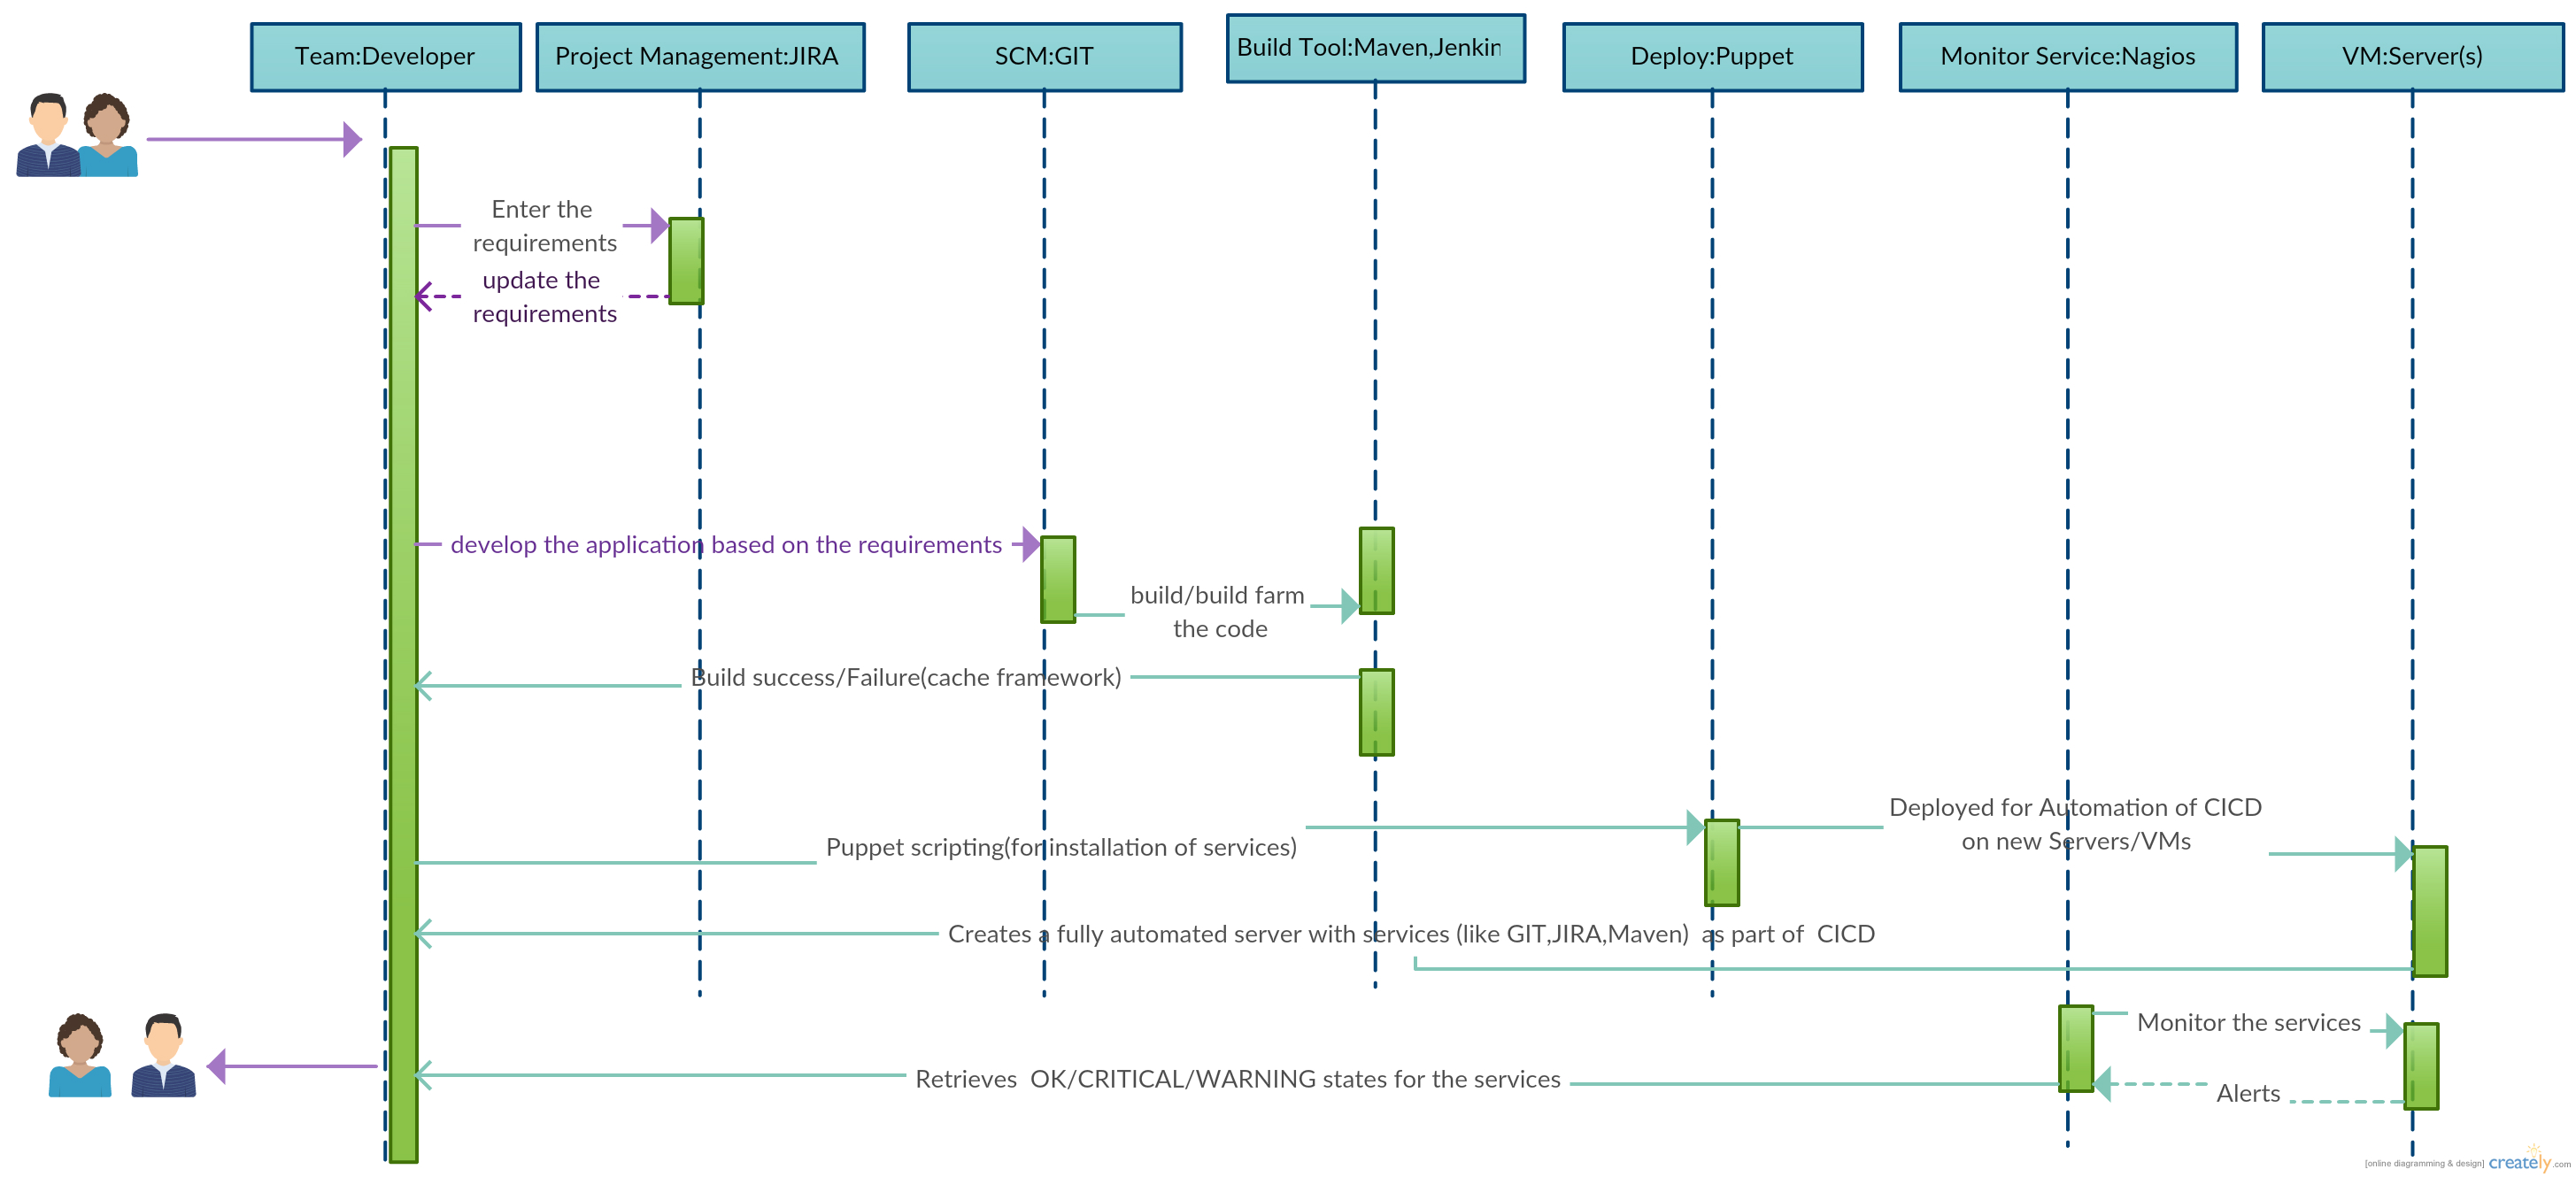 Team:Developer
Project Management:JIRA
SCM:GIT
Build Tool:Maven,Jenkin
Deploy:Puppet
Monitor Service:Nagios
VM:Server(s)
Enter the
requirements
update the
requirements
develop the application based on the requirements
build/build farm
the code
Build success/Failure(cache framework)
Deployed for Automation of CICD
on new Servers/VMs
Puppet scripting(for installation of services)
Creates a fully automated server with services (like GIT,JIRA,Maven) as part of CICD
Monitor the services
Retrieves OK/CRITICAL/WARNING states for the services
Alerts
[online diagramming & design] creately.com